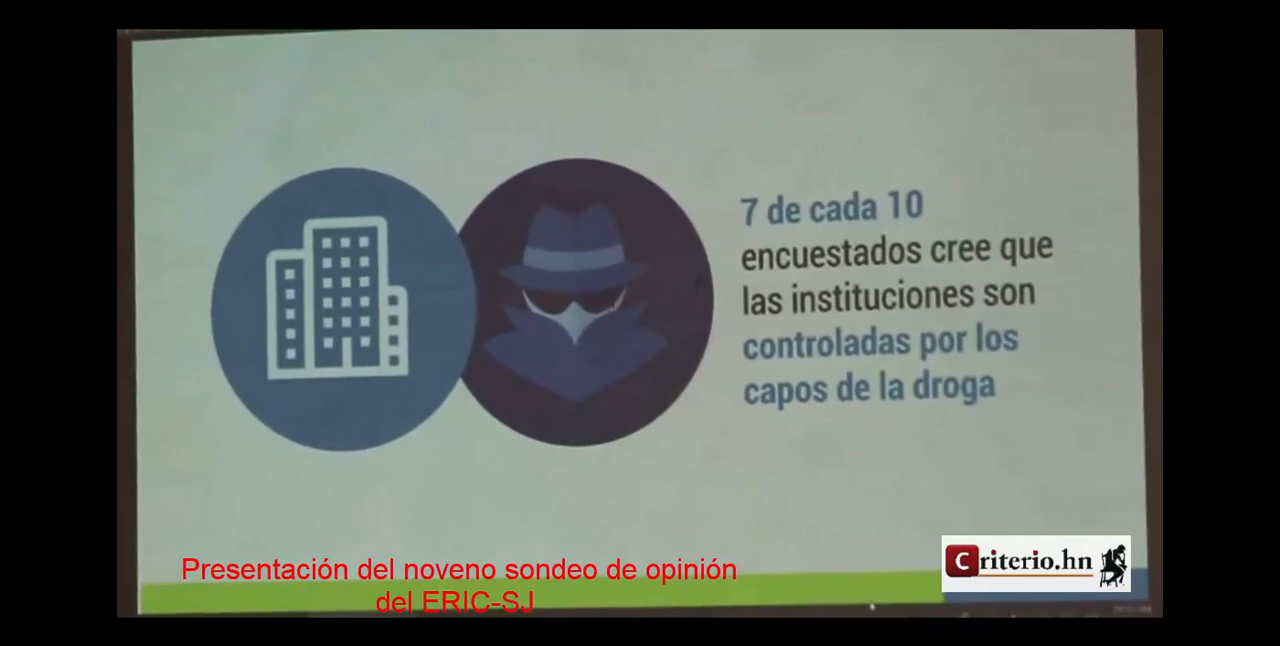 7 de cada 10
encuestados cree que
las instituciones son
controladas por los
capos de la droga
Presentación del noveno sondeo de opinión
del ERIC-SJ
Criterio.hn